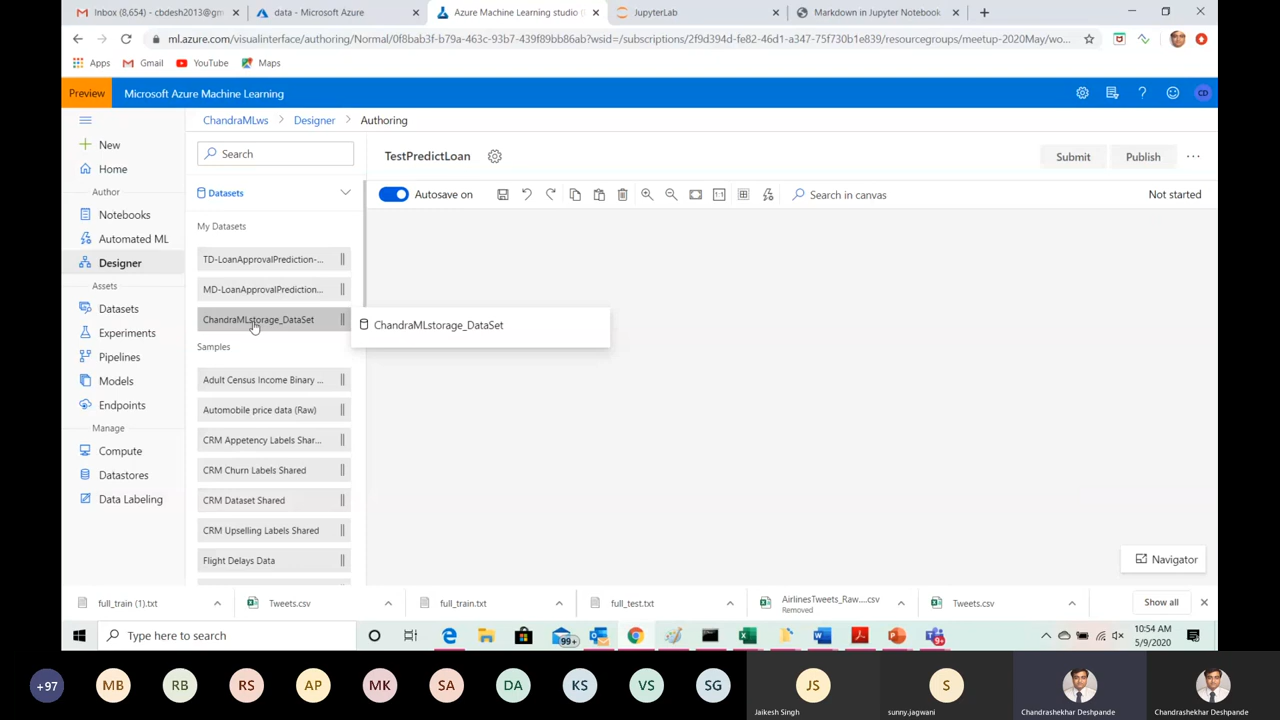 Inbox (8,654) - cbdesh2013@gm
data - Microsoft Azure
Azure Machine Learning studio (
JupyterLab
Markdown in Jupyter Notebook
ml.azure.com/visualinterface/authoring/Normal/0f8bab3f-b79a-463c-93b7-439f89bb86ab?wsid=/subscriptions/2f9d394d-fe82-46d1-a347-75f730b1e839/resourcegroups/meetup-2020May/wo...
Apps
Gmail
YouTube
Maps
Preview
Microsoft Azure Machine Learning
CD
ChandraMLws > Designer > Authoring
New
Home
Author
Notebooks
Automated ML
Designer
Assets
Datasets
Experiments
Pipelines
Models
Endpoints
Manage
Compute
Datastores
Data Labeling
Search
Datasets
My Datasets
TD-LoanApprovalPrediction-...
MD-LoanApprovalPrediction...
ChandraMLstorage_DataSet
Samples
Adult Census Income Binary ...
Automobile price data (Raw)
CRM Appetency Labels Shar...
CRM Churn Labels Shared
CRM Dataset Shared
CRM Upselling Labels Shared
Flight Delays Data
ChandraMLstorage_DataSet
TestPredictLoan
Submit
Publish
Autosave on
1:1
Search in canvas
Not started
Navigator
full_train (1).txt
Tweets.csv
full_train.txt
full_test.txt
AirlinesTweets_Raw....csv
Removed
Tweets.csv
Show all
Type here to search
99+
9+
10:54 AM
5/9/2020
+97
MB
RB
RS
AP
MK
SA
DA
KS
VS
SG
JS
Jaikesh Singh
S
sunny.jagwani
Chandrashekhar Deshpande
Chandrashekhar Deshpande